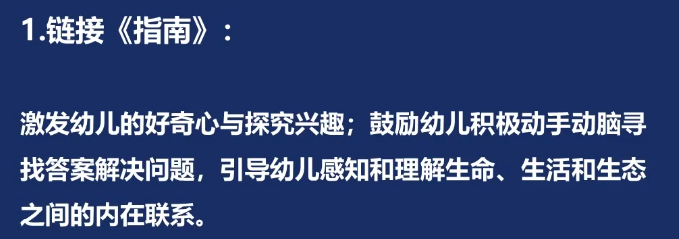 1.链接《指南》:
激发幼儿的好奇心与探究兴趣；鼓励幼儿积极动手动脑寻
找答案解决问题，引导幼儿感知和理解生命、生活和生态
之间的内在联系。